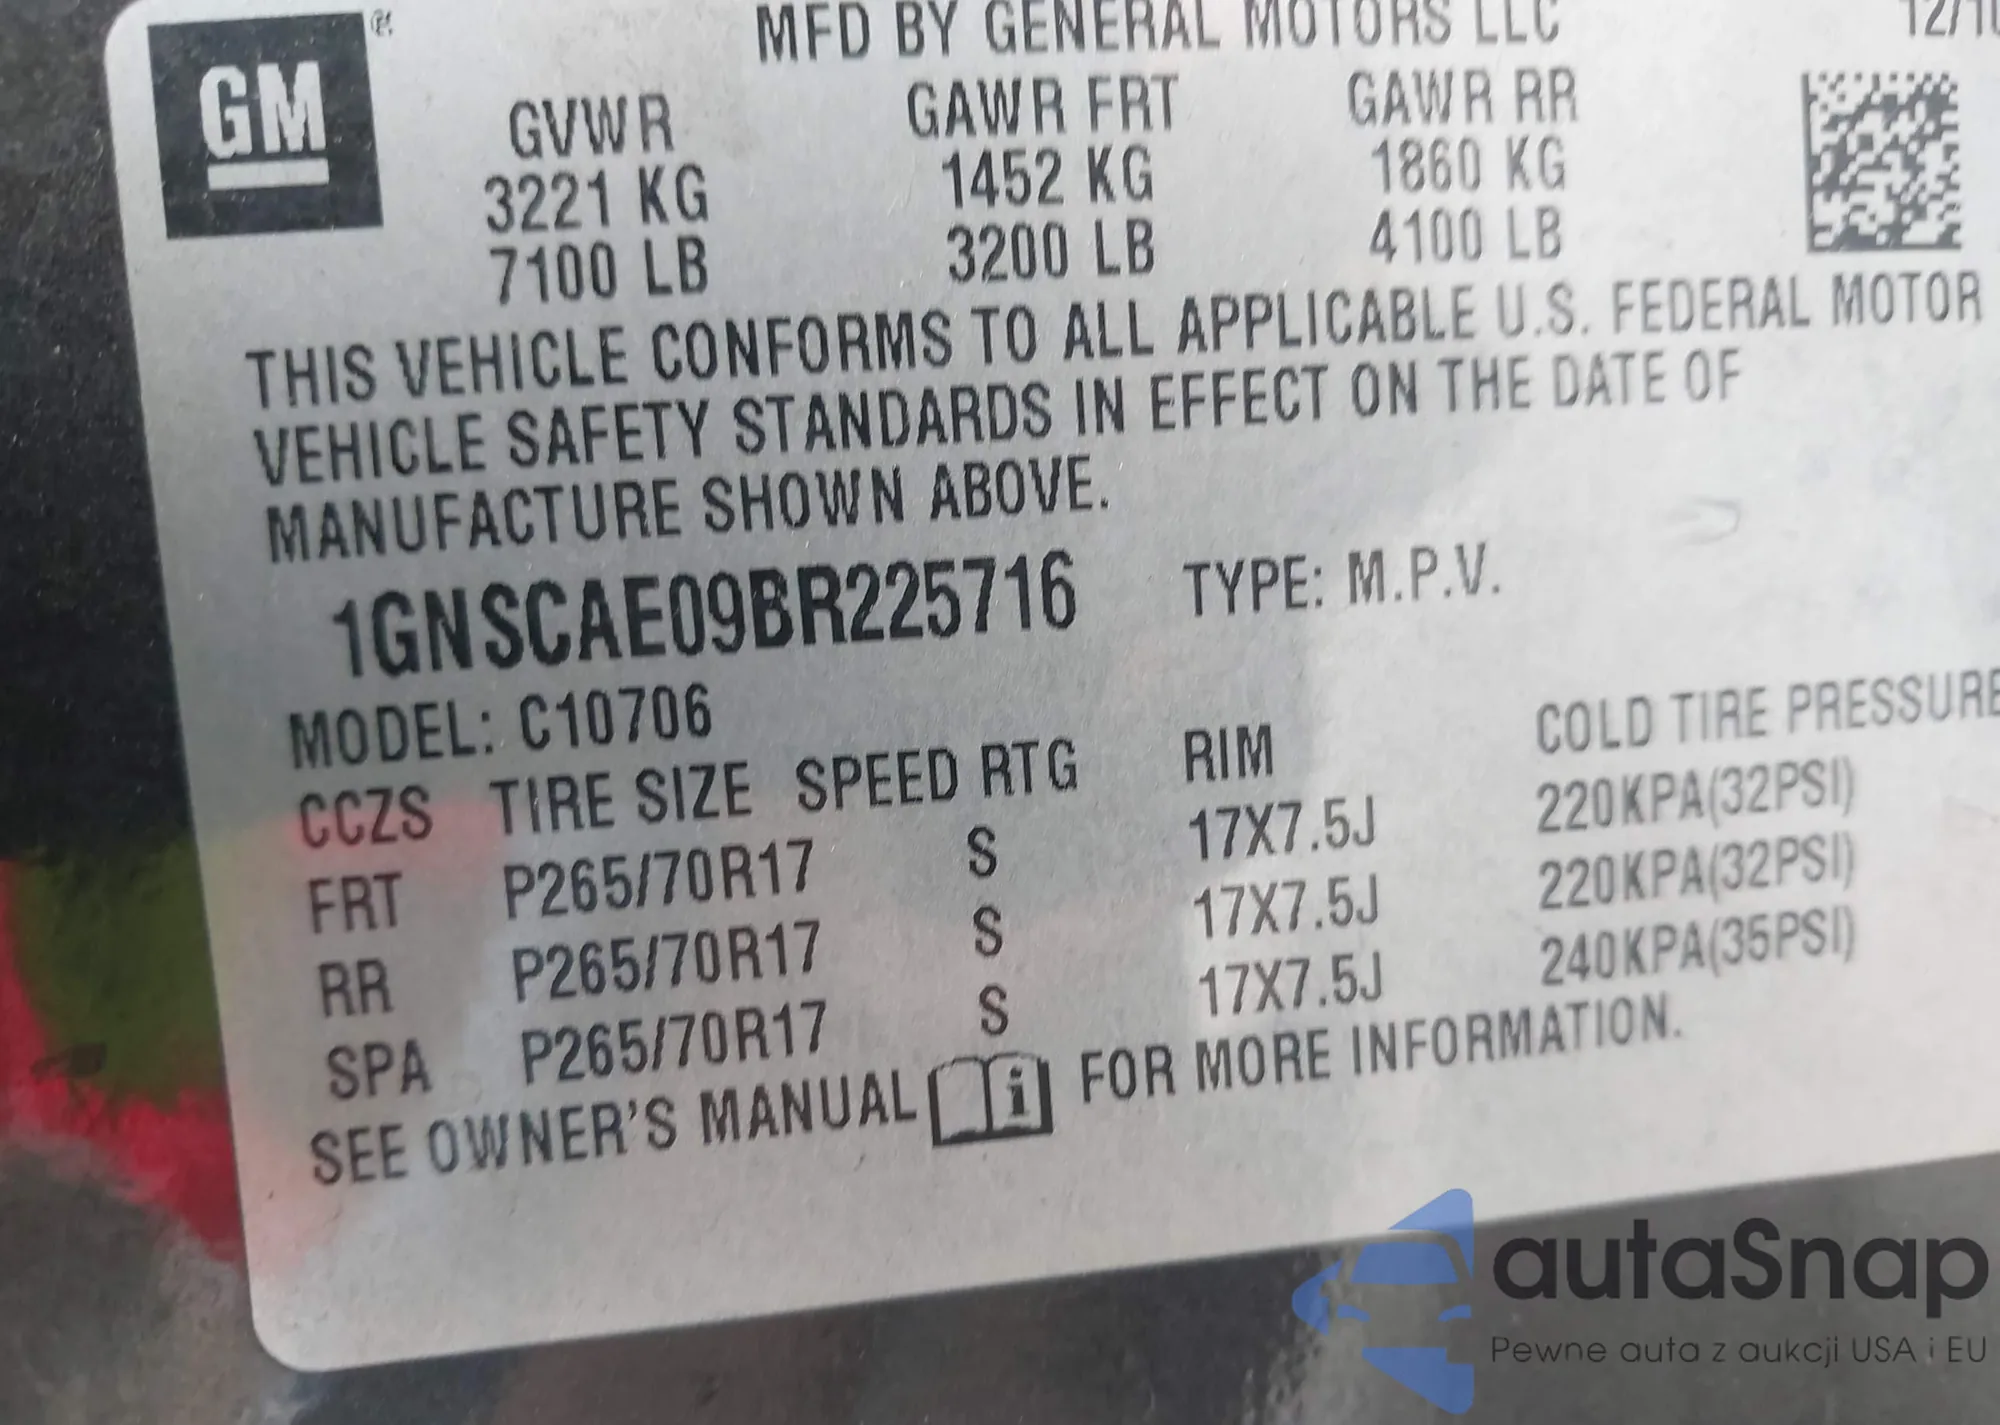 GM®
MFD BY GENERAL MOTORS LLC 12/10
GVWR GAWR FRT GAWR RR
3221 KG 1452 KG 1860 KG
7100 LB 3200 LB 4100 LB
THIS VEHICLE CONFORMS TO ALL APPLICABLE U.S. FEDERAL MOTOR
VEHICLE SAFETY STANDARDS IN EFFECT ON THE DATE OF
MANUFACTURE SHOWN ABOVE.
1GNSCAE09BR225716 TYPE: M.P.V.
MODEL: C10706
CCZS TIRE SIZE SPEED RTG RIM COLD TIRE PRESSURE
FRT P265/70R17 S 17X7.5J 220KPA(32PSI)
RR P265/70R17 S 17X7.5J 220KPA(32PSI)
SPA P265/70R17 S 17X7.5J 240KPA(35PSI)
SEE OWNER'S MANUAL i FOR MORE INFORMATION.
autaSnap
Pewne auta z aukcji USA i EU